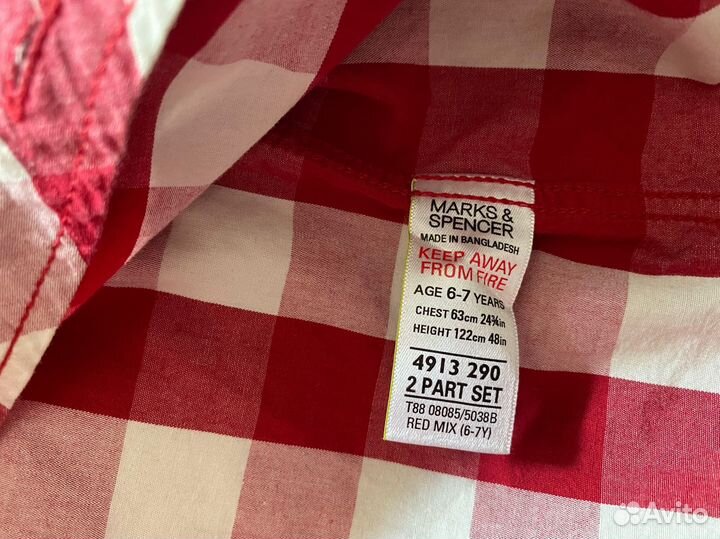 MARKS &
SPENCER
MADE IN BANGLADESH
KEEP AWAY
FROM FIRE
AGE 6-7 YEARS
CHEST 63cm 24¾in
HEIGHT 122cm 48in
4913 290
2 PART SET
T88 08085/5038B
RED MIX (6-7Y)
Avito